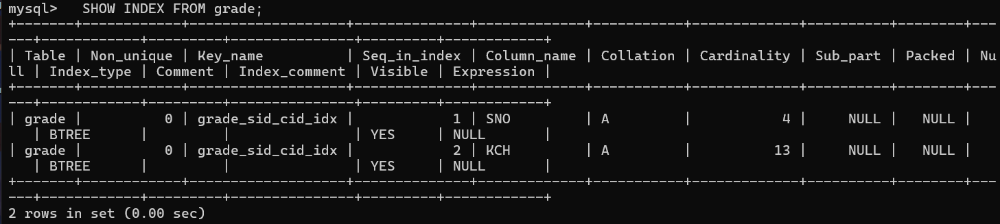 mysql>   SHOW INDEX FROM grade;
+-------+------------+-------------------+--------------+-------------+-----------+-------------+----------+--------+---
---+------------+---------+---------------+---------+------------+
| Table | Non_unique | Key_name          | Seq_in_index | Column_name | Collation | Cardinality | Sub_part | Packed | Nu
ll | Index_type | Comment | Index_comment | Visible | Expression |
+-------+------------+-------------------+--------------+-------------+-----------+-------------+----------+--------+---
---+------------+---------+---------------+---------+------------+
| grade |          0 | grade_sid_cid_idx |            1 | SNO         | A         |           4 |     NULL |   NULL |
   | BTREE      |         |               | YES     | NULL       |
| grade |          0 | grade_sid_cid_idx |            2 | KCH         | A         |          13 |     NULL |   NULL |
   | BTREE      |         |               | YES     | NULL       |
+-------+------------+-------------------+--------------+-------------+-----------+-------------+----------+--------+---
---+------------+---------+---------------+---------+------------+
2 rows in set (0.00 sec)